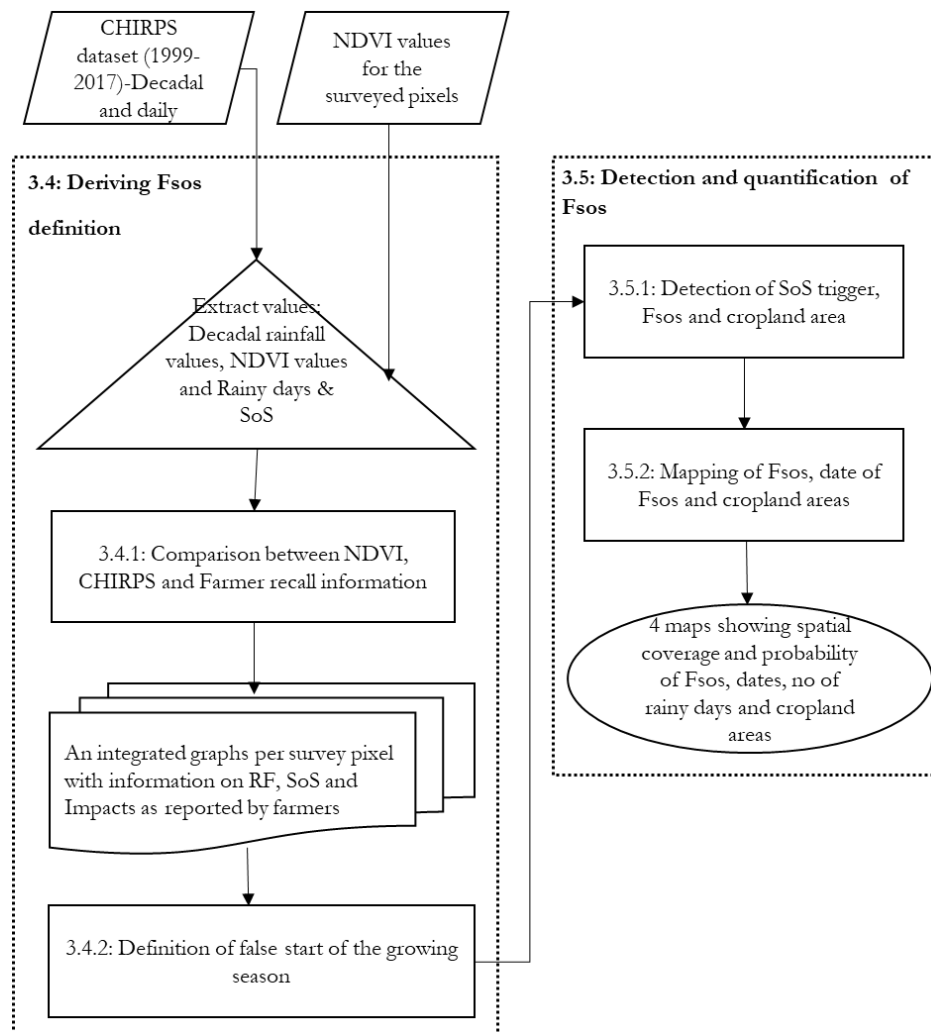 CHIRPS
dataset (1999-
2017)-Decadal
and daily
NDVI values
for the
surveyed pixels
3.4: Deriving Fsos
definition
Extract values:
Decadal rainfall
values, NDVI values
and Rainy days &
SoS
3.4.1: Comparison between NDVI,
CHIRPS and Farmer recall information
An integrated graphs per survey pixel
with information on RF, SoS and
Impacts as reported by farmers
3.4.2: Definition of false start of the growing
season
3.5: Detection and quantification of
Fsos
3.5.1: Detection of SoS trigger,
Fsos and cropland area
3.5.2: Mapping of Fsos, date of
Fsos and cropland areas
4 maps showing spatial
coverage and probability
of Fsos, dates, no of
rainy days and cropland
areas